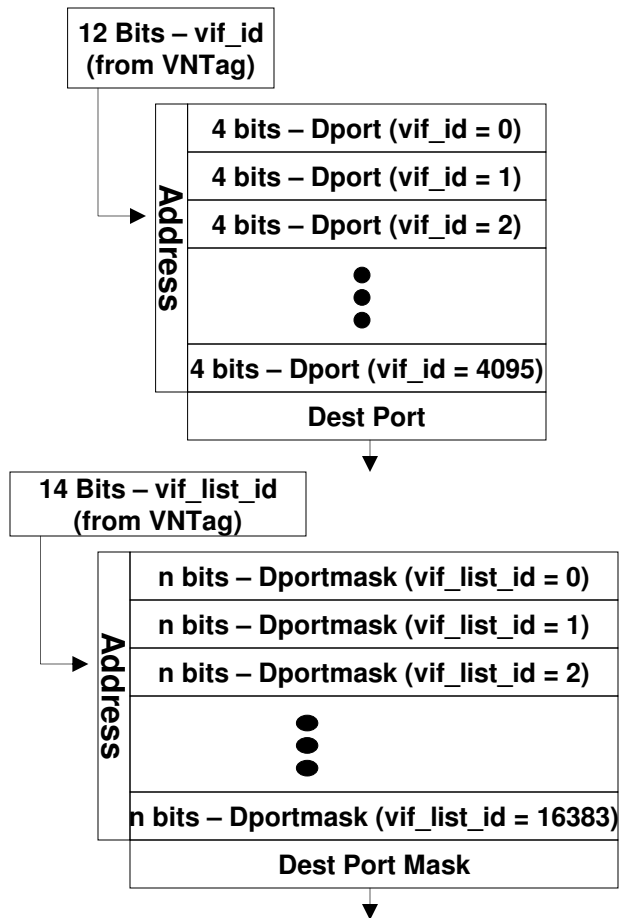 12 Bits – vif_id
(from VNTag)
Address
4 bits – Dport (vif_id = 0)
4 bits – Dport (vif_id = 1)
4 bits – Dport (vif_id = 2)
4 bits – Dport (vif_id = 4095)
Dest Port
14 Bits – vif_list_id
(from VNTag)
Address
n bits – Dportmask (vif_list_id = 0)
n bits – Dportmask (vif_list_id = 1)
n bits – Dportmask (vif_list_id = 2)
n bits – Dportmask (vif_list_id = 16383)
Dest Port Mask